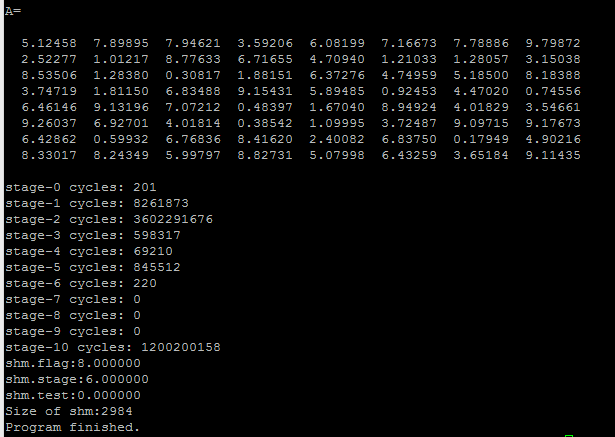 A=
5.12458 7.89895 7.94621 3.59206 6.08199 7.16673 7.78886 9.79872
2.52277 1.01217 8.77633 6.71655 4.70940 1.21033 1.28057 3.15038
8.53506 1.28380 0.30817 1.88151 6.37276 4.74959 5.18500 8.18388
3.74719 1.81150 6.83488 9.15431 5.89485 0.92453 4.47020 0.74556
6.46146 9.13196 7.07212 0.48397 1.67040 8.94924 4.01829 3.54661
9.26037 6.92701 4.01814 0.38542 1.09995 3.72487 9.09715 9.17673
6.42862 0.59932 6.76836 8.41620 2.40082 6.83750 0.17949 4.90216
8.33017 8.24349 5.99797 8.82731 5.07998 6.43259 3.65184 9.11435
stage-0 cycles: 201
stage-1 cycles: 8261873
stage-2 cycles: 3602291676
stage-3 cycles: 598317
stage-4 cycles: 69210
stage-5 cycles: 845512
stage-6 cycles: 220
stage-7 cycles: 0
stage-8 cycles: 0
stage-9 cycles: 0
stage-10 cycles: 1200200158
shm.flag:8.000000
shm.stage:6.000000
shm.test:0.000000
Size of shm:2984
Program finished.